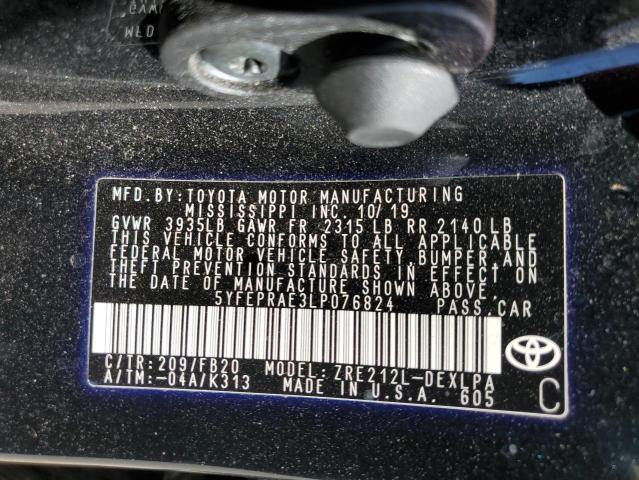 MFD.BY:TOYOTA MOTOR MANUFACTURING
MISSISSIPPI INC. 10/19
GVWR 3935LB GAWR FR 2315 LB RR 2140 LB
THIS VEHICLE CONFORMS TO ALL APPLICABLE
FEDERAL MOTOR VEHICLE SAFETY, BUMPER, AND
THEFT PREVENTION STANDARDS IN EFFECT ON
THE DATE OF MANUFACTURE SHOWN ABOVE.
5YFEPRAE3LP076824 PASS.CAR
C/TR:209/FB20 MODEL: ZRE212L-DEXLPA
A/TM:-04A/K313 MADE IN U.S.A. 605
C